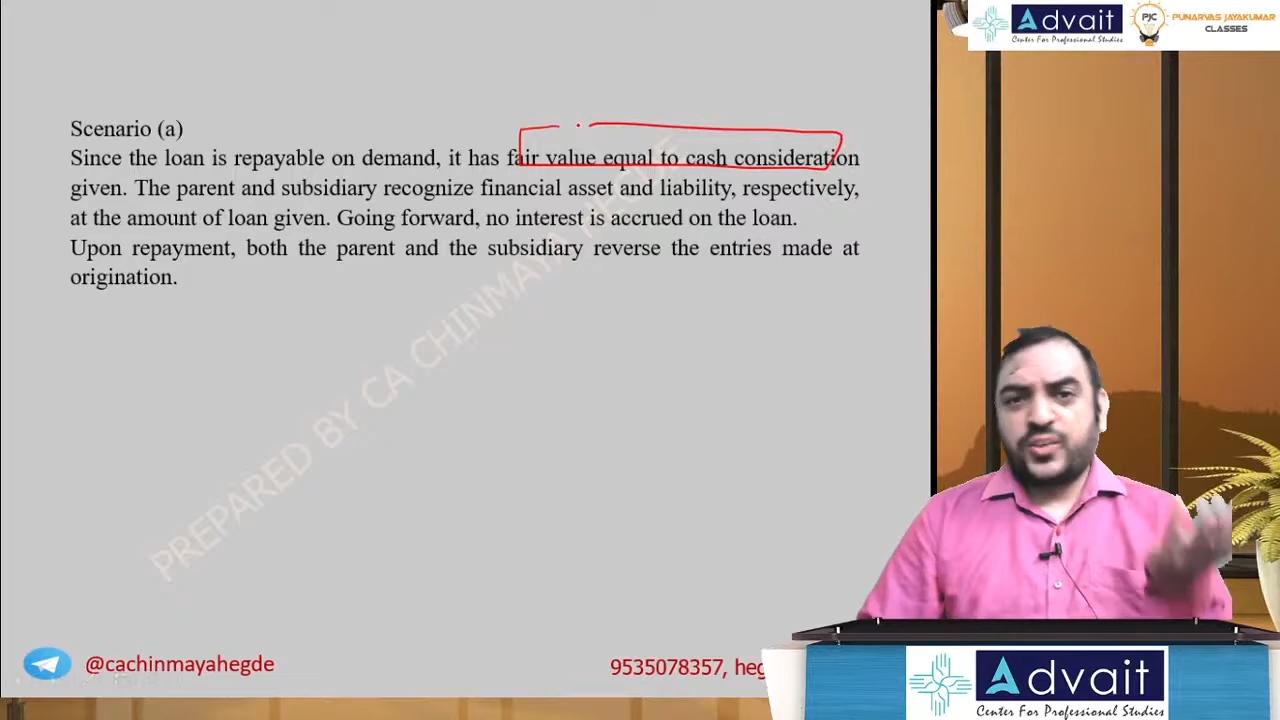 Advait
Center For Professional Studies
PJC
PUNARVAS JAYAKUMAR
CLASSES
Scenario (a)
Since the loan is repayable on demand, it has fair value equal to cash consideration
given. The parent and subsidiary recognize financial asset and liability, respectively,
at the amount of loan given. Going forward, no interest is accrued on the loan.
Upon repayment, both the parent and the subsidiary reverse the entries made at
origination.
PREPARED BY CA CHINMAYA HEGDE
@cachinmayahegde
9535078357, heg
Advait
Center For Professional Studies